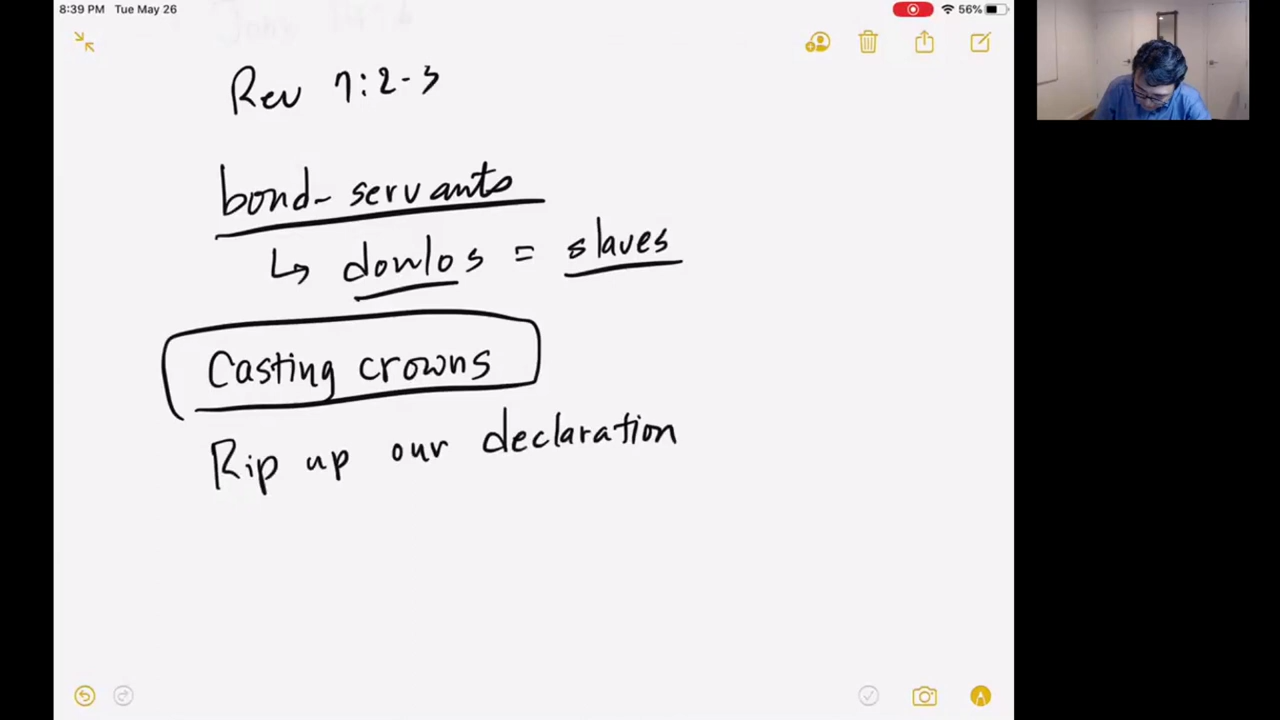 8:39 PM Tue May 26
56%
Rev 7:2-3
bond-servants
↳ doulos = slaves
Casting crowns
Rip up our declaration